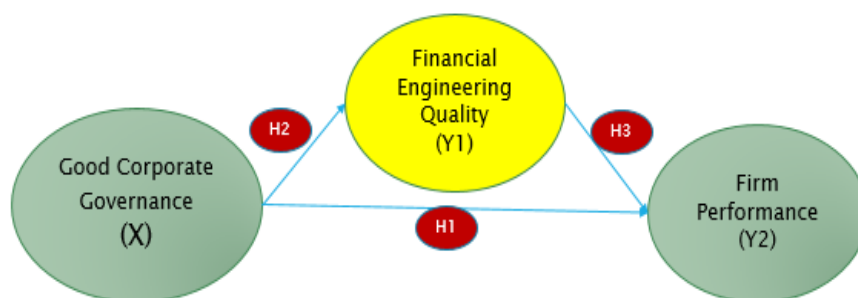 Financial
Engineering
Quality
(Y1)
H2
H3
Good Corporate
Governance
(X)
Firm
Performance
(Y2)
H1